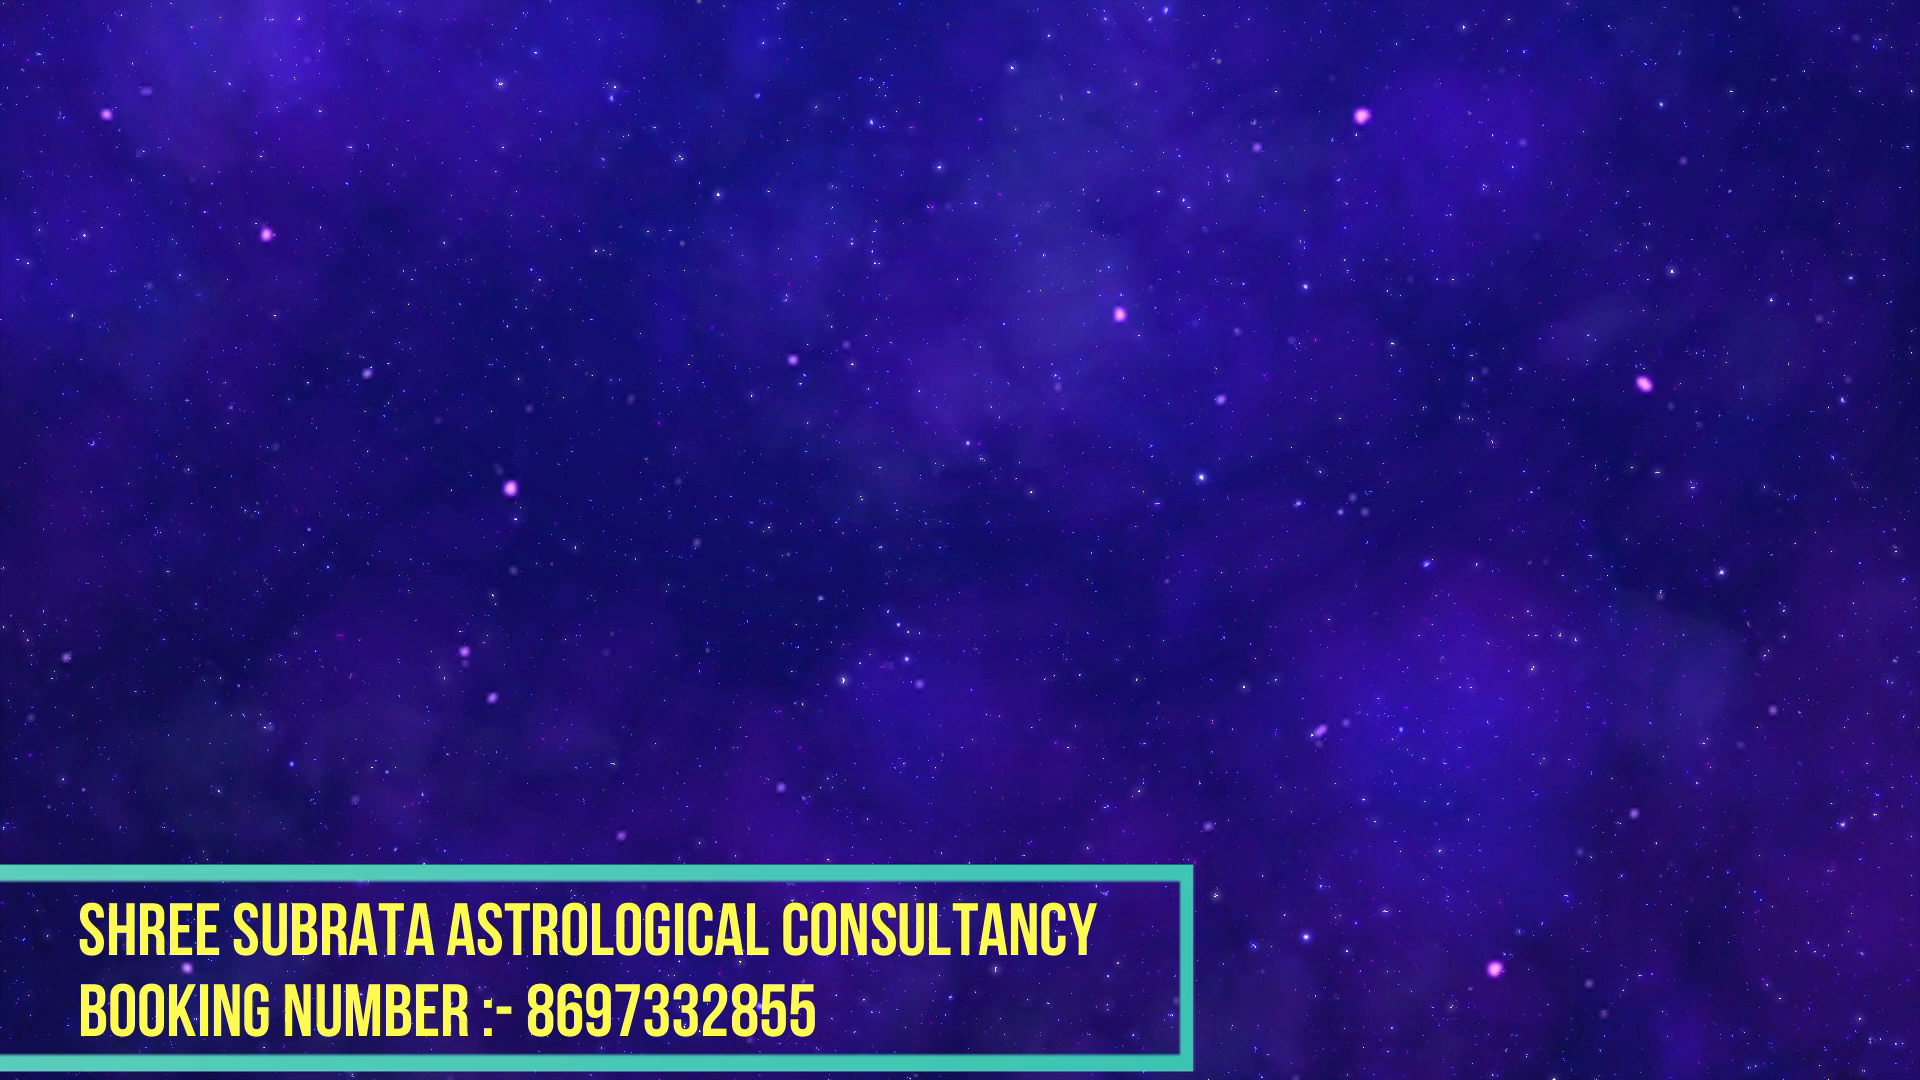 SHREE SUBRATA ASTROLOGICAL CONSULTANCY
BOOKING NUMBER :- 8697332855